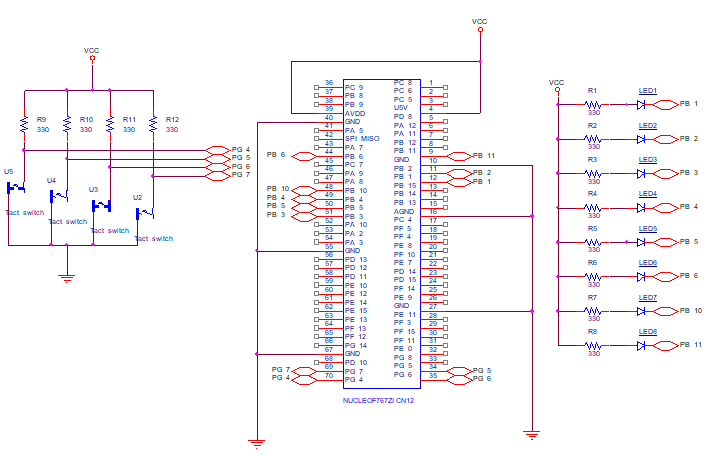 VCC
R9
330
R10
330
R11
330
R12
330
PG 4
PG 5
PG 6
PG 7
U5
Tact switch
U4
Tact switch
U3
Tact switch
U2
Tact switch
VCC
36 PC 9
37 PB 8
38 PB 9
39 AVDD
40 GND
41 PA 5
42 SPI MISO
43 PA 7
PB 6 44 PB 6
45 PC 7
46 PA 9
47 PA 8
PB 10 48 PB 10
PB 4 49 PB 4
PB 5 50 PB 5
PB 3 51 PB 3
52 PA 10
53 PA 2
54 PA 3
55 GND
56 PD 13
57 PD 12
58 PD 11
59 PE 10
60 PE 12
61 PE 14
62 PE 15
63 PE 13
64 PF 13
65 PF 12
66 PG 14
67 GND
68 PD 10
PG 7 69 PG 7
PG 4 70 PG 4
PC 8 1
PC 6 2
PC 5 3
U5V 4
PD 8 5
PA 12 6
PA 11 7
PB 12 8
PB 11 9 PB 11
GND 10
PB 2 11 PB 2
PB 1 12 PB 1
PB 15 13
PB 14 14
PB 13 15
AGND 16
PC 4 17
PF 5 18
PF 4 19
PE 8 20
PF 10 21
PE 7 22
PD 14 23
PD 15 24
PF 14 25
PE 9 26
GND 27
PE 11 28
PF 3 29
PF 15 30
PF 11 31
PE 0 32
PG 8 33
PG 5 34 PG 5
PG 6 35 PG 6
NUCLEOF767ZI CN12
VCC
R1
330
LED1
PB 1
R2
330
LED2
PB 2
R3
330
LED3
PB 3
R4
330
LED4
PB 4
R5
330
LED5
PB 5
R6
330
LED6
PB 6
R7
330
LED7
PB 10
R8
330
LED8
PB 11